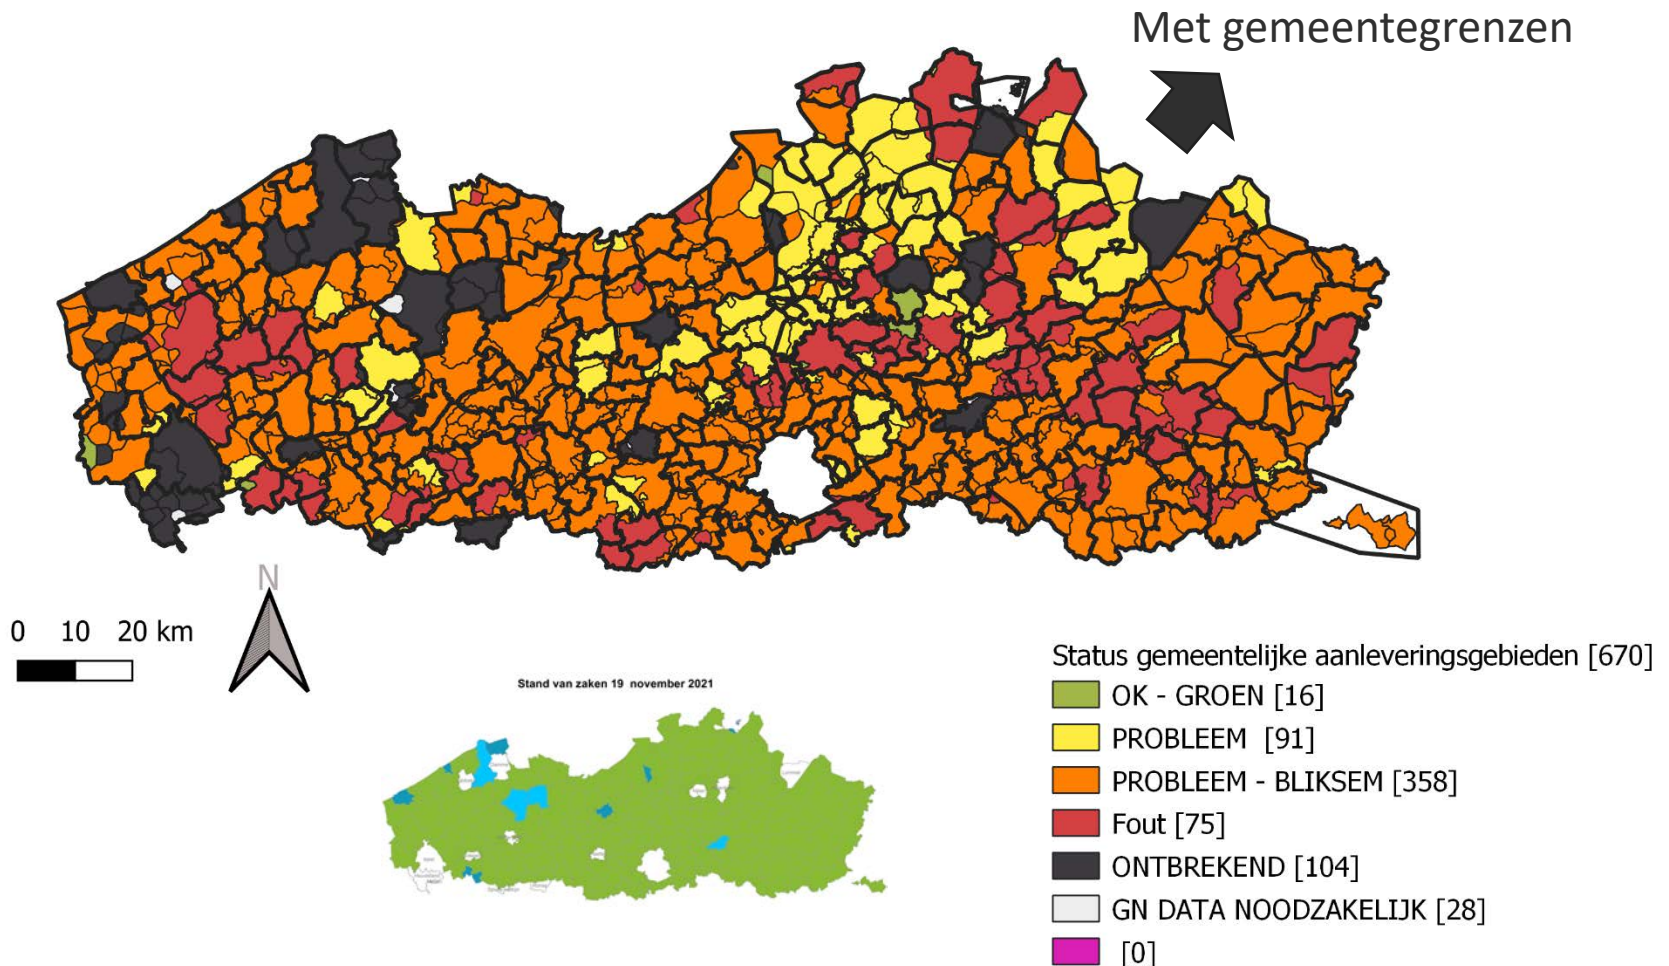 Met gemeentegrenzen
N
0 10 20 km
Stand van zaken 19 november 2021
Status gemeentelijke aanleveringsgebieden [670]
OK - GROEN [16]
PROBLEEM [91]
PROBLEEM - BLIKSEM [358]
Fout [75]
ONTBREKEND [104]
GN DATA NOODZAKELIJK [28]
[0]